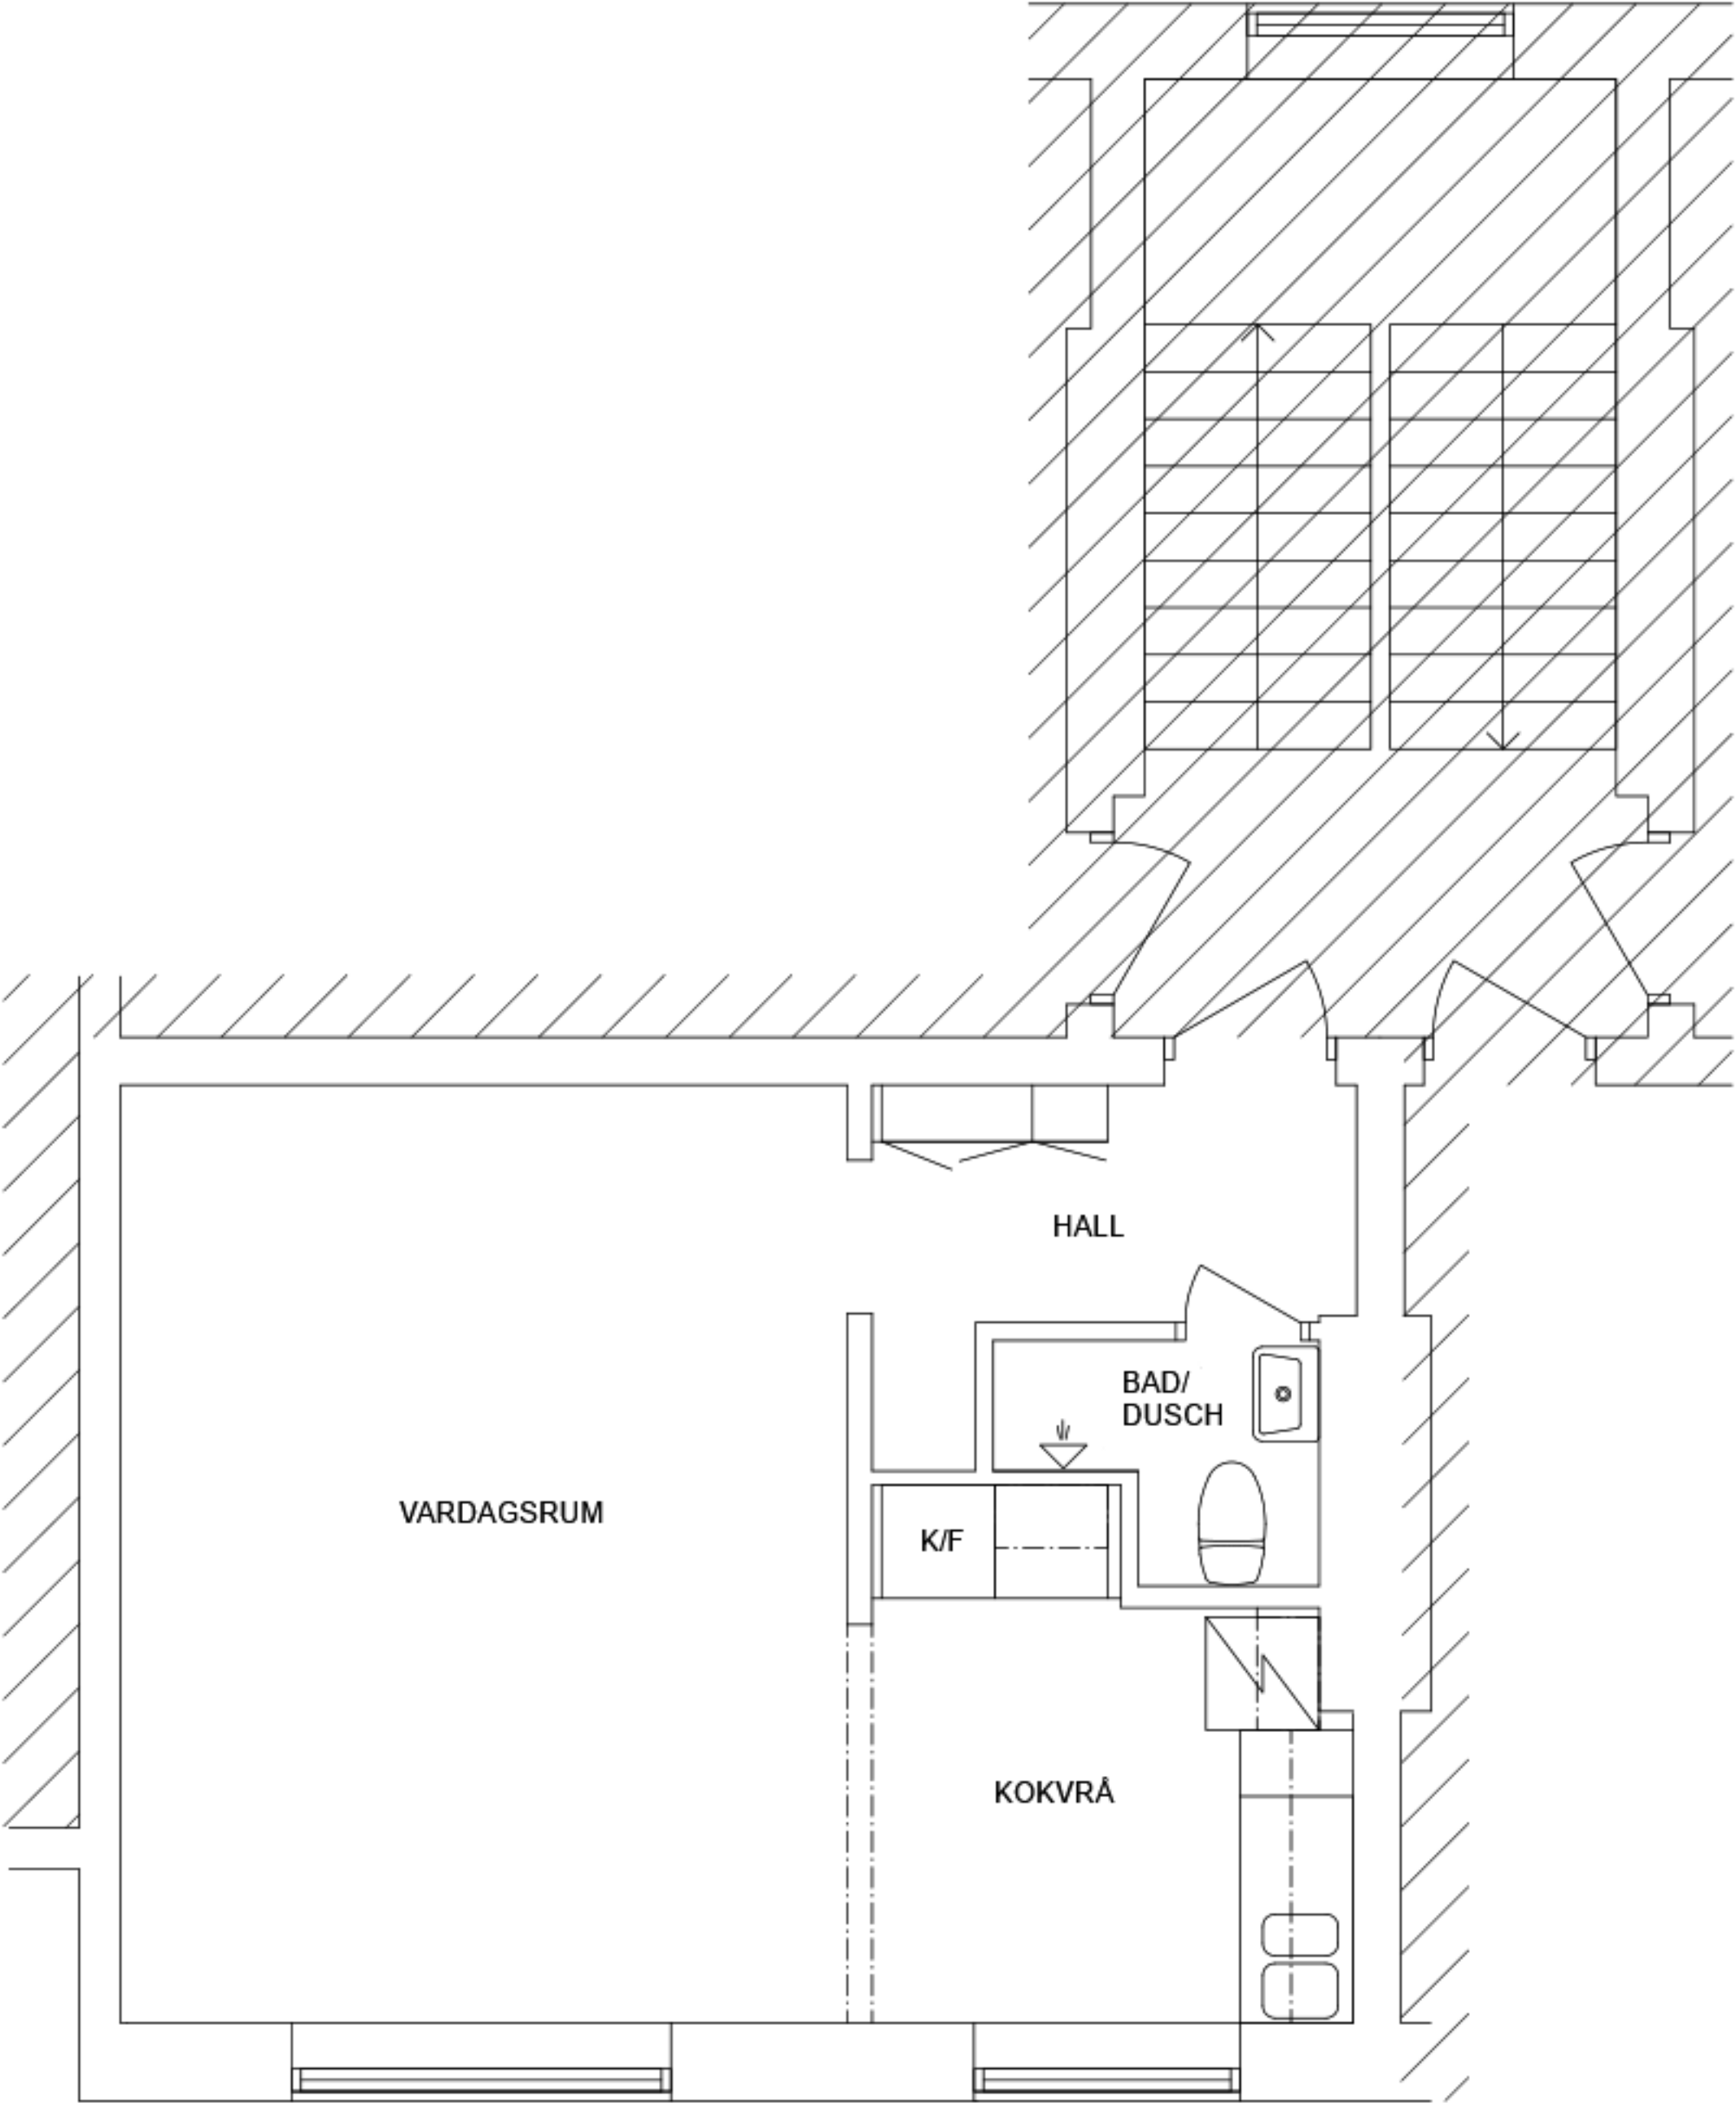 HALL
BAD/
DUSCH
VARDAGSRUM
K/F
KOKVRÅ